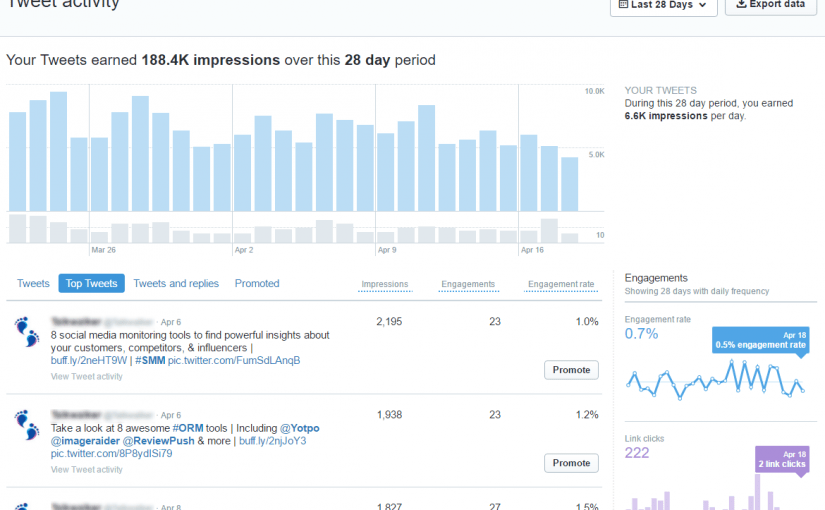 Tweet activity
Last 28 Days
Export data
Your Tweets earned 188.4K impressions over this 28 day period
10.0K
5.0K
10
Mar 26
Apr 2
Apr 9
Apr 16
YOUR TWEETS
During this 28 day period, you earned
6.6K impressions per day.
Tweets
Top Tweets
Tweets and replies
Promoted
Impressions
Engagements
Engagement rate
· Apr 6
2,195
23
1.0%
8 social media monitoring tools to find powerful insights about
your customers, competitors, & influencers |
buff.ly/2neHT9W | #SMM pic.twitter.com/FumSdLAnqB
View Tweet activity
Promote
· Apr 6
1,938
23
1.2%
Take a look at 8 awesome #ORM tools | Including @Yotpo
@imageraider @ReviewPush & more | buff.ly/2njJoY3
pic.twitter.com/8P8ydISi79
View Tweet activity
Promote
· Apr 8
1,827
27
1.5%
Engagements
Showing 28 days with daily frequency
Engagement rate
0.7%
Apr 18
0.5% engagement rate
Link clicks
222
Apr 18
2 link clicks